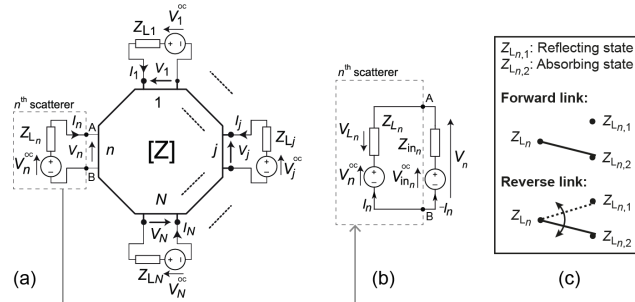 Z_L1
V_1^oc
I_1
V_1
1
n^th scatterer
Z_Ln
I_n
A
V_n^oc
V_n
n
B
[Z]
j
I_j
V_j
Z_Lj
V_j^oc
N
V_N
I_N
Z_LN
V_N^oc
(a)
n^th scatterer
A
V_Ln
Z_Ln
Z_in_n
V_n
V_n^oc
V_in_n^oc
I_n
B
-I_n
(b)
Z_Ln,1: Reflecting state
Z_Ln,2: Absorbing state
Forward link:
Z_Ln,1
Z_Ln
Z_Ln,2
Reverse link:
Z_Ln,1
Z_Ln
Z_Ln,2
(c)